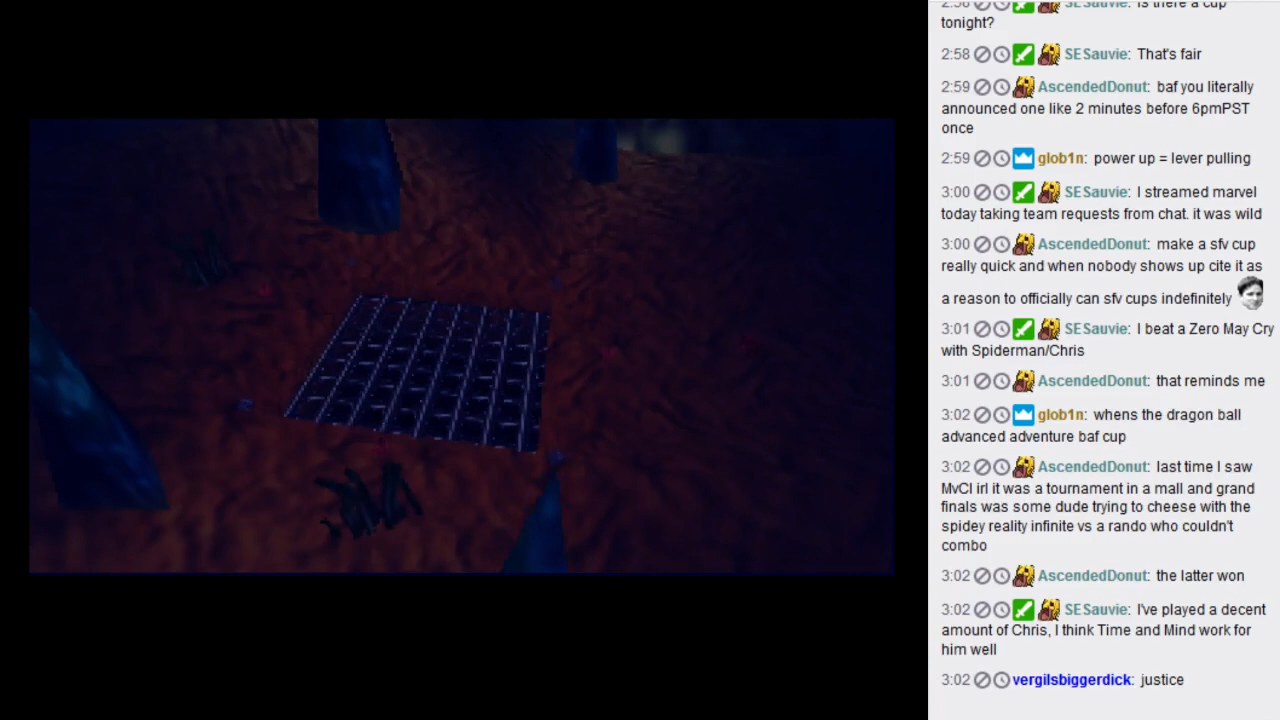 2:58 SESauvie: Is there a cup
tonight?
2:58 SESauvie: That's fair
2:59 AscendedDonut: baf you literally
announced one like 2 minutes before 6pmPST
once
2:59 glob1n: power up = lever pulling
3:00 SESauvie: I streamed marvel
today taking team requests from chat. it was wild
3:00 AscendedDonut: make a sfv cup
really quick and when nobody shows up cite it as
a reason to officially can sfv cups indefinitely
3:01 SESauvie: I beat a Zero May Cry
with Spiderman/Chris
3:01 AscendedDonut: that reminds me
3:02 glob1n: whens the dragon ball
advanced adventure baf cup
3:02 AscendedDonut: last time I saw
MvCI irl it was a tournament in a mall and grand
finals was some dude trying to cheese with the
spidey reality infinite vs a rando who couldn't
combo
3:02 AscendedDonut: the latter won
3:02 SESauvie: I've played a decent
amount of Chris, I think Time and Mind work for
him well
3:02 vergilsbiggerdick: justice